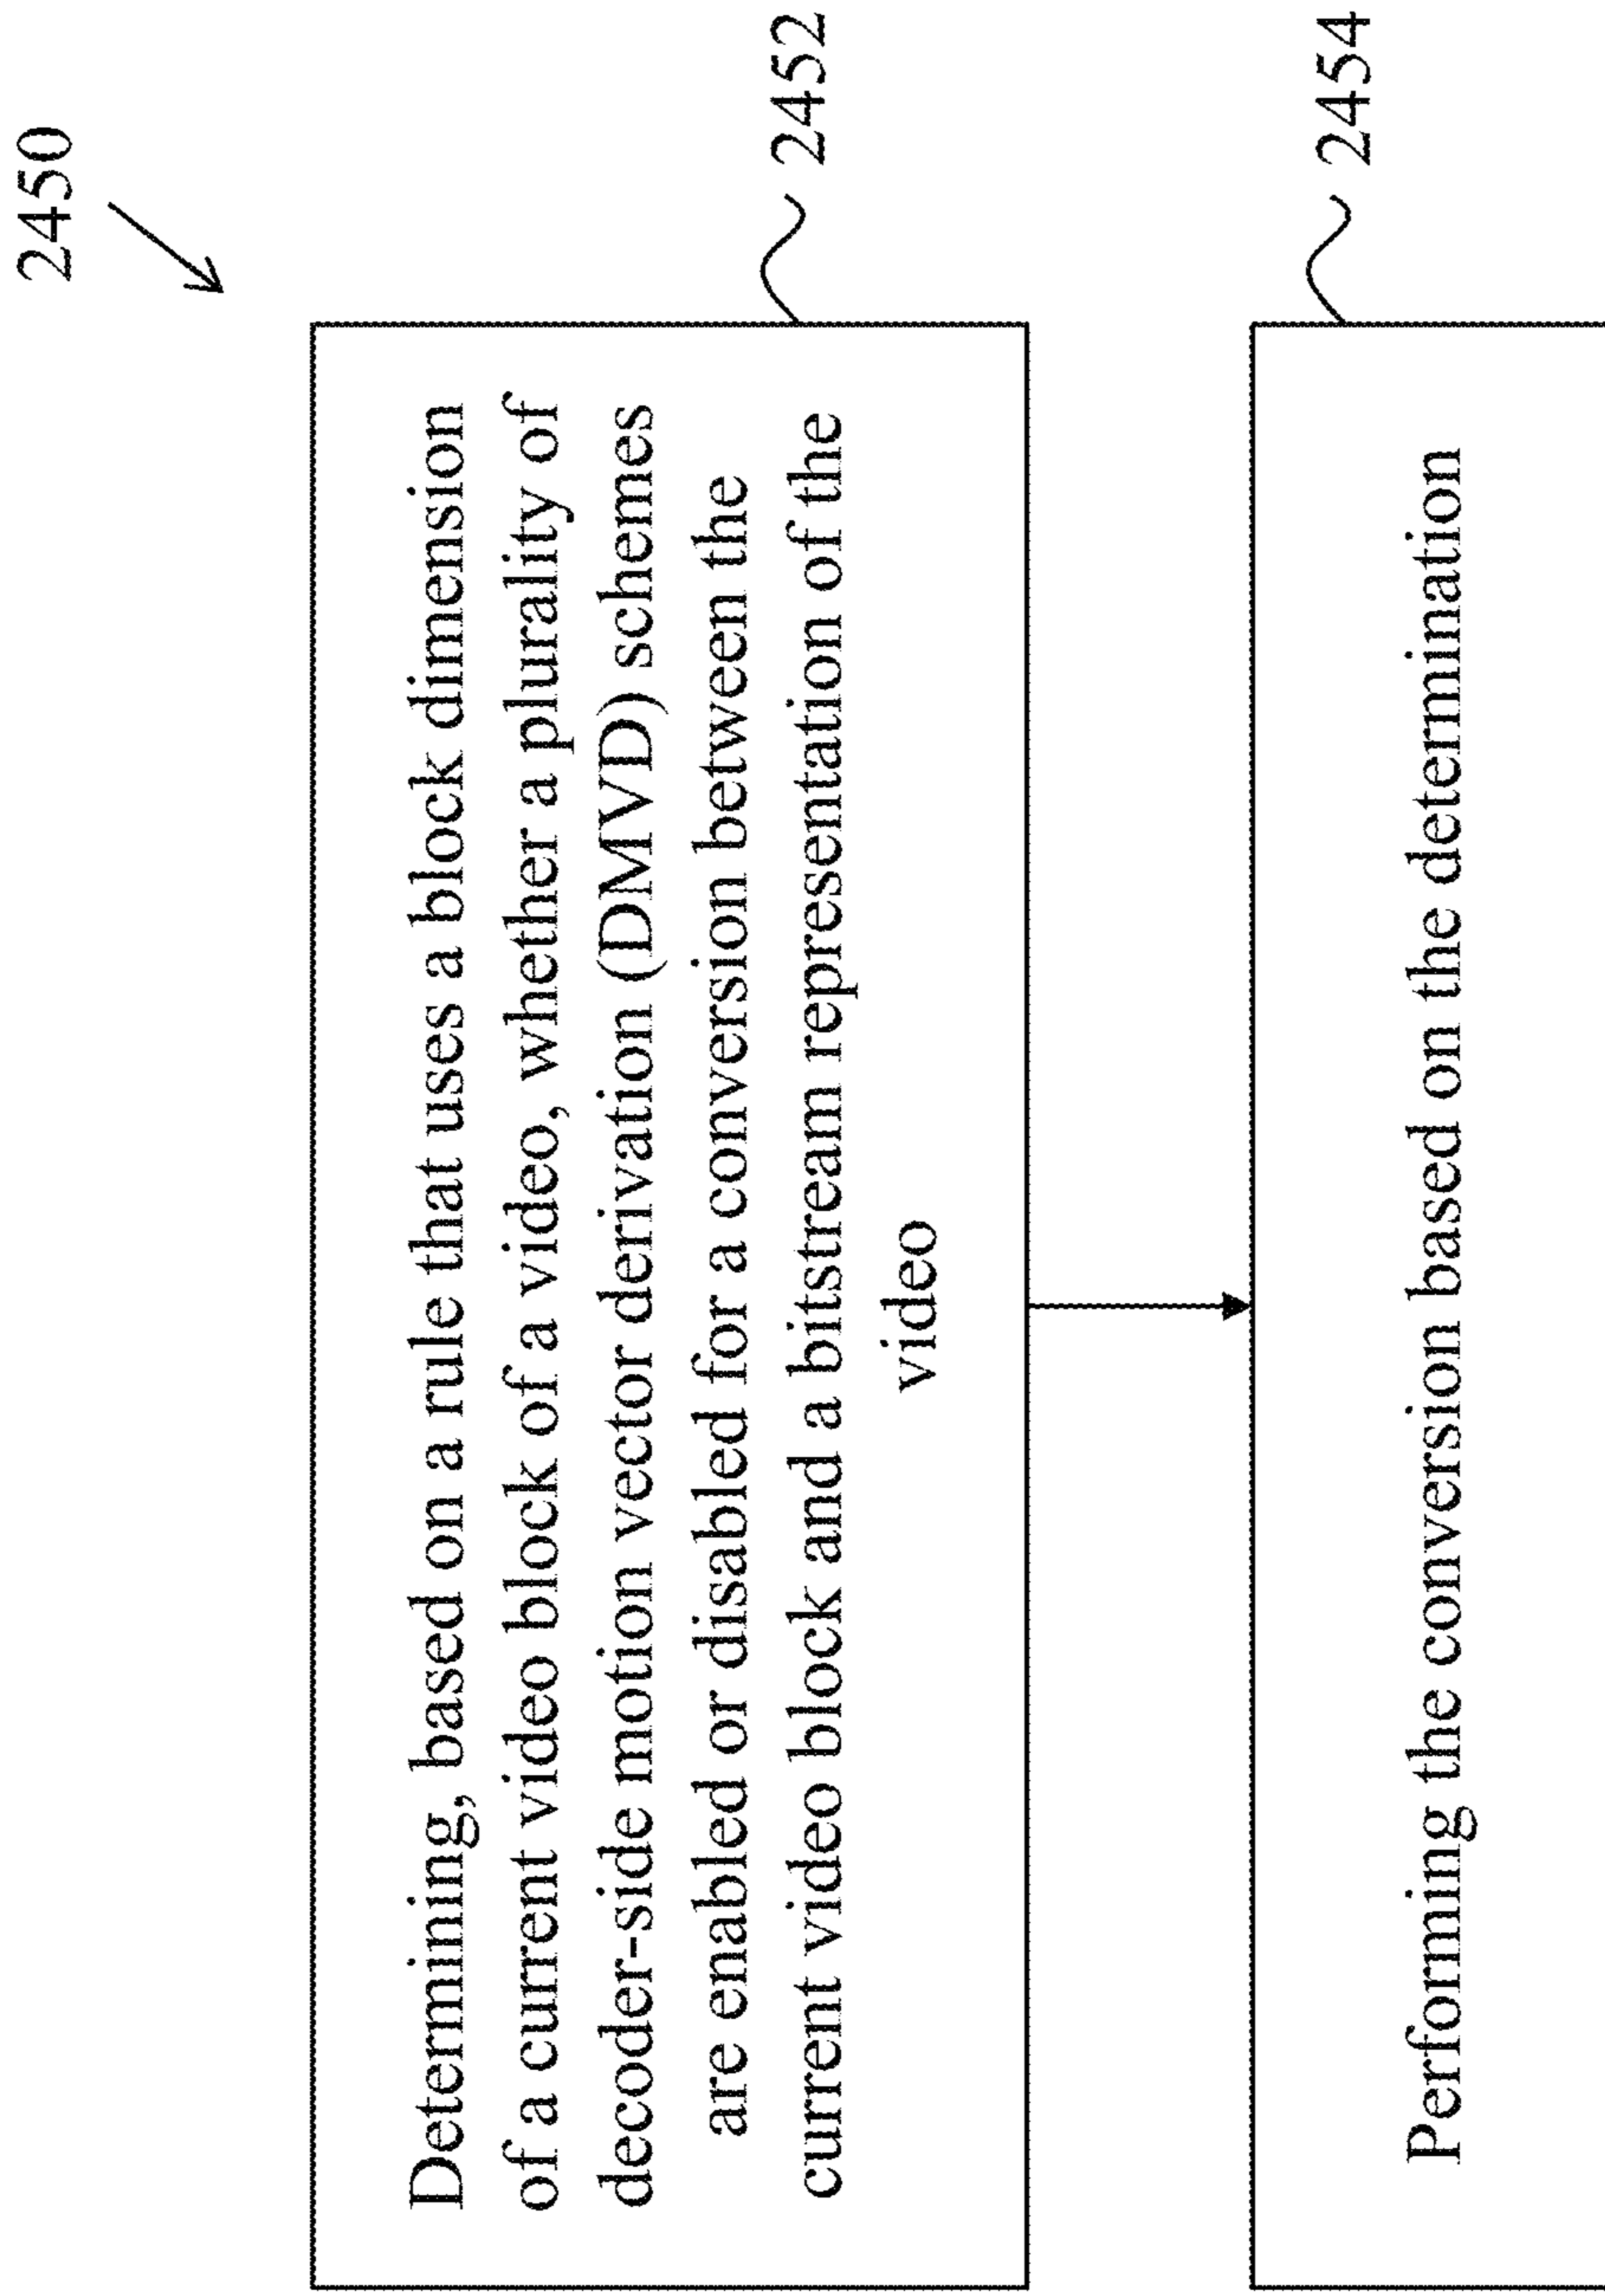 2450
Determining, based on a rule that uses a block dimension
of a current video block of a video, whether a plurality of
decoder-side motion vector derivation (DMVD) schemes
are enabled or disabled for a conversion between the
current video block and a bitstream representation of the
video
2452
Performing the conversion based on the determination
2454